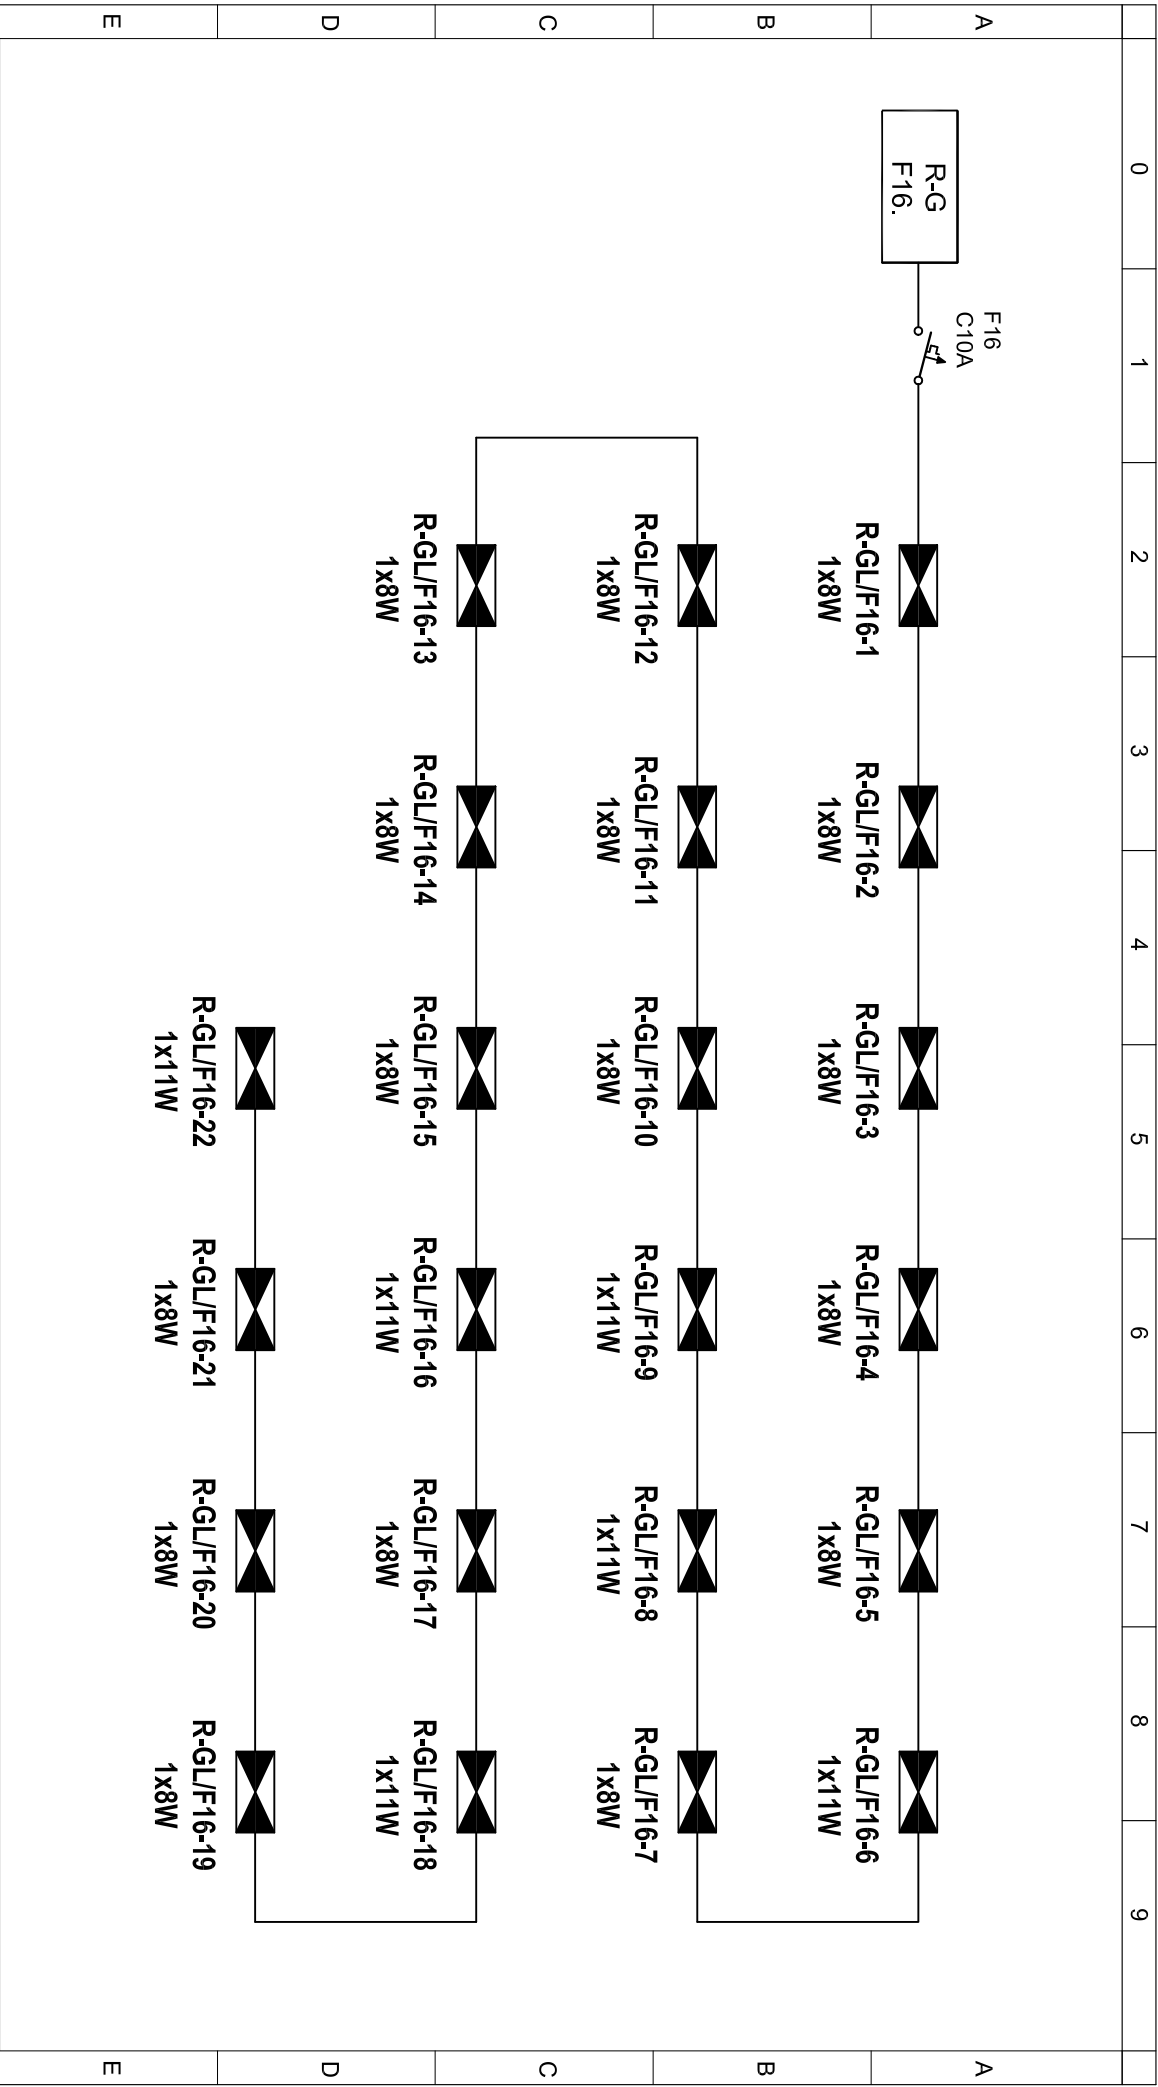 0 1 2 3 4 5 6 7 8 9
A A
F16
C10A
R-G
F16.
R-GL/F16-1 R-GL/F16-2 R-GL/F16-3 R-GL/F16-4 R-GL/F16-5 R-GL/F16-6
1x8W 1x8W 1x8W 1x8W 1x8W 1x11W
B B
R-GL/F16-12 R-GL/F16-11 R-GL/F16-10 R-GL/F16-9 R-GL/F16-8 R-GL/F16-7
1x8W 1x8W 1x8W 1x11W 1x11W 1x8W
C C
R-GL/F16-13 R-GL/F16-14 R-GL/F16-15 R-GL/F16-16 R-GL/F16-17 R-GL/F16-18
1x8W 1x8W 1x8W 1x11W 1x8W 1x11W
D D
R-GL/F16-22 R-GL/F16-21 R-GL/F16-20 R-GL/F16-19
1x11W 1x8W 1x8W 1x8W
E E